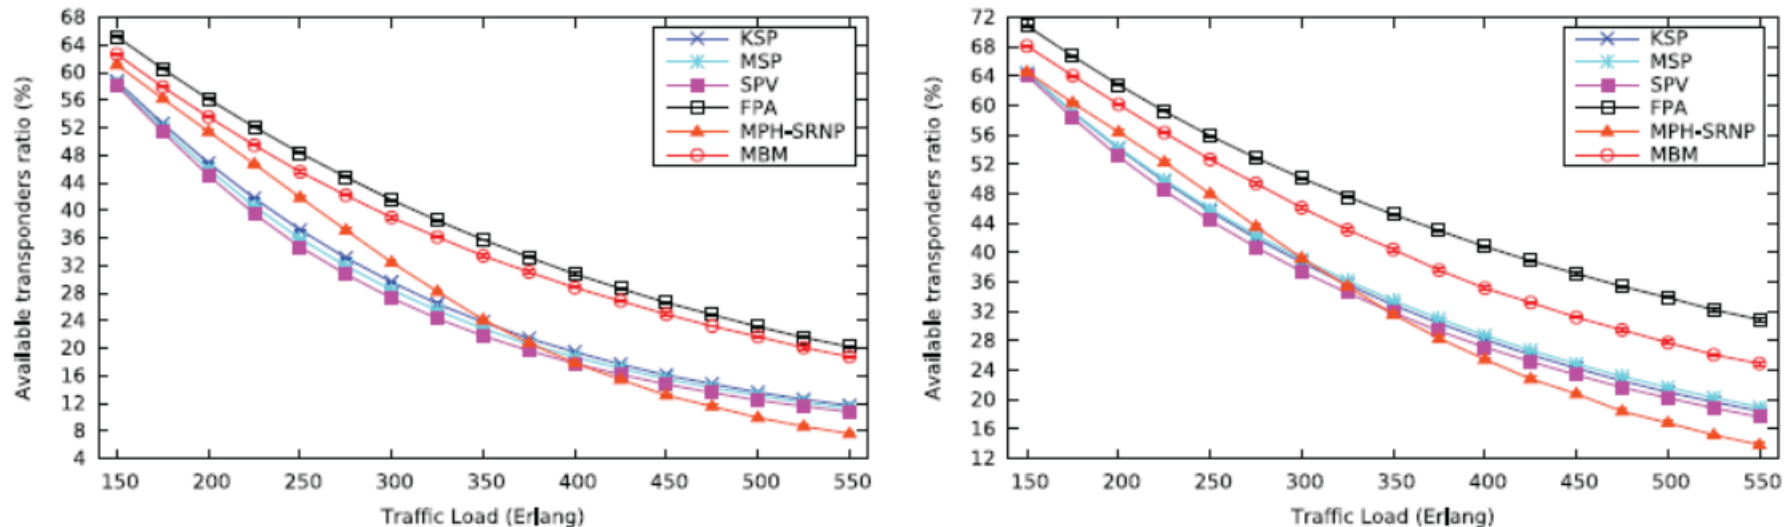 68
64
60
56
52
48
44
40
36
32
28
24
20
16
12
8
4
Available transponders ratio (%)
KSP
MSP
SPV
FPA
MPH-SRNP
MBM
150 200 250 300 350 400 450 500 550
Traffic Load (Erlang)
72
68
64
60
56
52
48
44
40
36
32
28
24
20
16
12
Available transponders ratio (%)
KSP
MSP
SPV
FPA
MPH-SRNP
MBM
150 200 250 300 350 400 450 500 550
Traffic Load (Erlang)